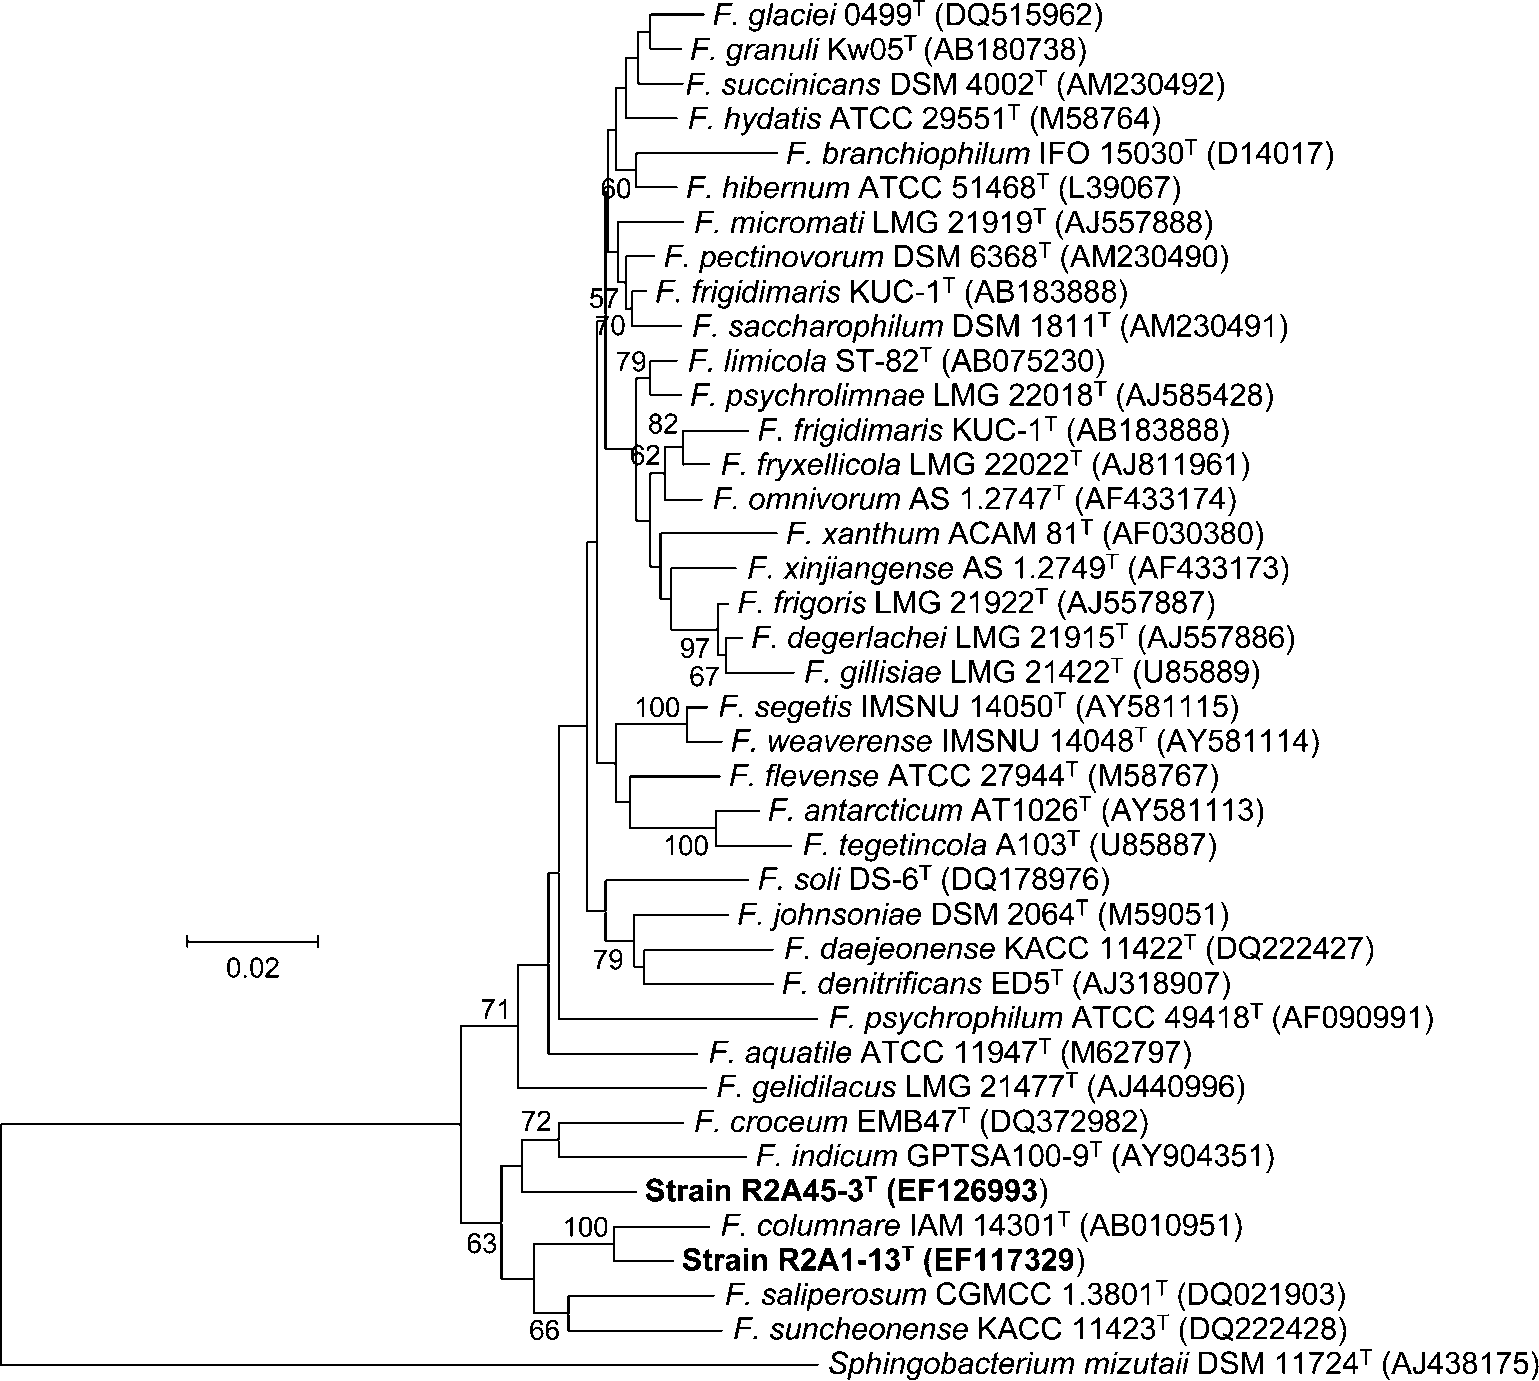 F. glaciei 0499T (DQ515962)
F. granuli Kw05T (AB180738)
F. succinicans DSM 4002T (AM230492)
F. hydatis ATCC 29551T (M58764)
F. branchiophilum IFO 15030T (D14017)
60 F. hibernum ATCC 51468T (L39067)
F. micromati LMG 21919T (AJ557888)
F. pectinovorum DSM 6368T (AM230490)
57 F. frigidimaris KUC-1T (AB183888)
70 F. saccharophilum DSM 1811T (AM230491)
79 F. limicola ST-82T (AB075230)
F. psychrolimnae LMG 22018T (AJ585428)
82 F. frigidimaris KUC-1T (AB183888)
62 F. fryxellicola LMG 22022T (AJ811961)
F. omnivorum AS 1.2747T (AF433174)
F. xanthum ACAM 81T (AF030380)
F. xinjiangense AS 1.2749T (AF433173)
F. frigoris LMG 21922T (AJ557887)
97 F. degerlachei LMG 21915T (AJ557886)
67 F. gillisiae LMG 21422T (U85889)
100 F. segetis IMSNU 14050T (AY581115)
F. weaverense IMSNU 14048T (AY581114)
F. flevense ATCC 27944T (M58767)
F. antarcticum AT1026T (AY581113)
100 F. tegetincola A103T (U85887)
F. soli DS-6T (DQ178976)
F. johnsoniae DSM 2064T (M59051)
79 F. daejeonense KACC 11422T (DQ222427)
0.02 F. denitrificans ED5T (AJ318907)
71 F. psychrophilum ATCC 49418T (AF090991)
F. aquatile ATCC 11947T (M62797)
F. gelidilacus LMG 21477T (AJ440996)
72 F. croceum EMB47T (DQ372982)
F. indicum GPTSA100-9T (AY904351)
Strain R2A45-3T (EF126993)
100 F. columnare IAM 14301T (AB010951)
63 Strain R2A1-13T (EF117329)
F. saliperosum CGMCC 1.3801T (DQ021903)
66 F. suncheonense KACC 11423T (DQ222428)
Sphingobacterium mizutaii DSM 11724T (AJ438175)